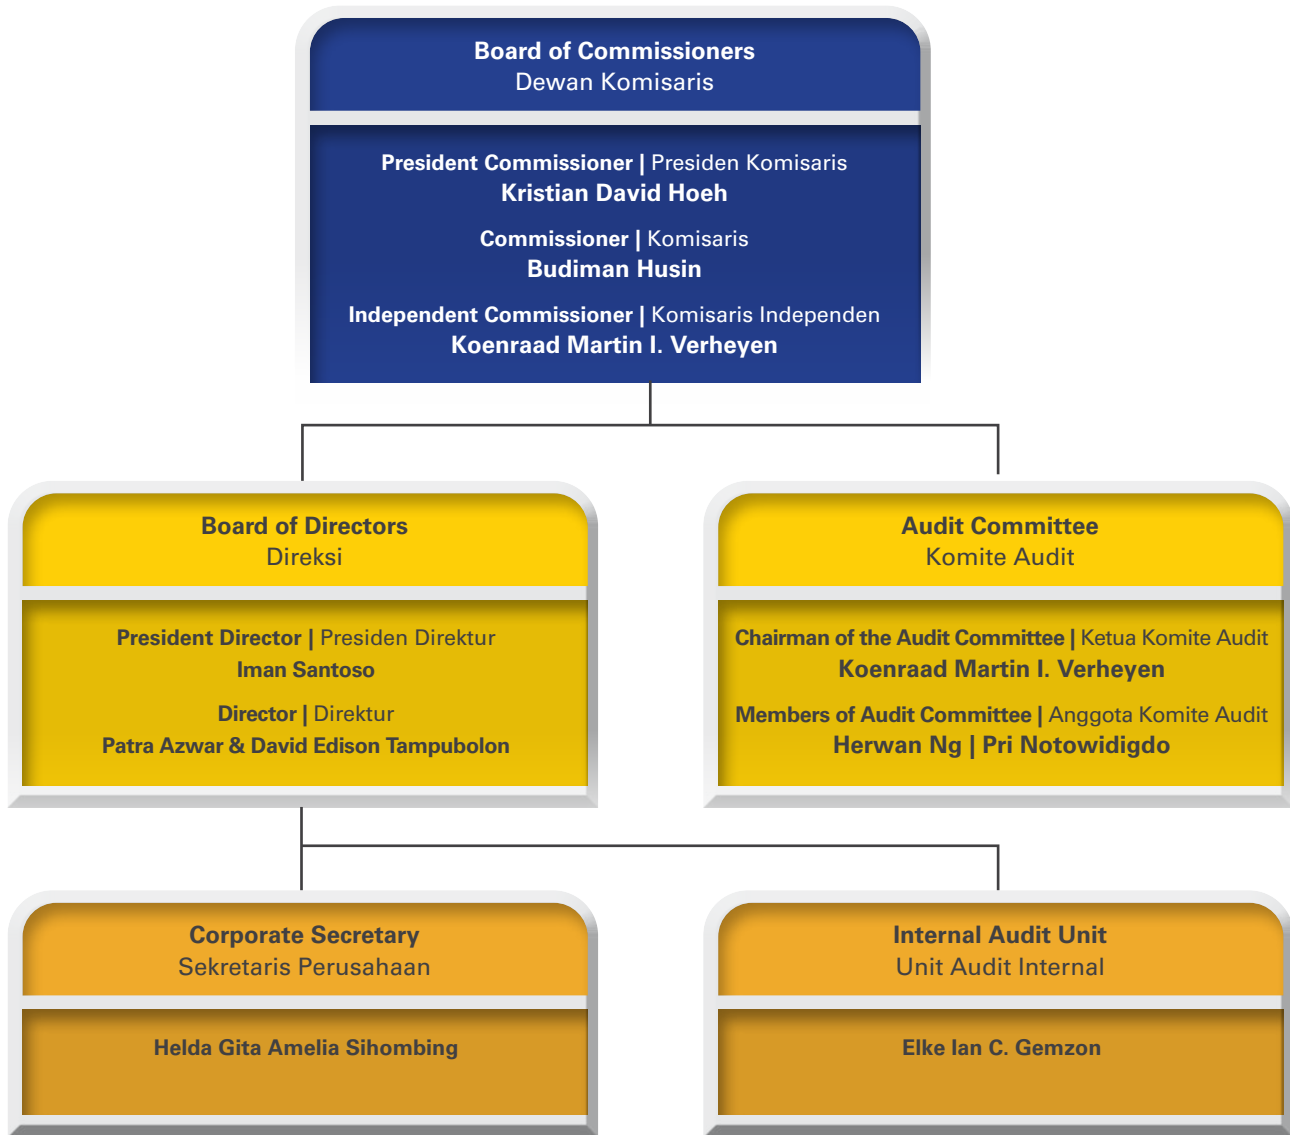 Board of Commissioners
Dewan Komisaris
President Commissioner | Presiden Komisaris
Kristian David Hoeh
Commissioner | Komisaris
Budiman Husin
Independent Commissioner | Komisaris Independen
Koenraad Martin I. Verheyen
Board of Directors
Direksi
President Director | Presiden Direktur
Iman Santoso
Director | Direktur
Patra Azwar & David Edison Tampubolon
Audit Committee
Komite Audit
Chairman of the Audit Committee | Ketua Komite Audit
Koenraad Martin I. Verheyen
Members of Audit Committee | Anggota Komite Audit
Herwan Ng | Pri Notowidigdo
Corporate Secretary
Sekretaris Perusahaan
Helda Gita Amelia Sihombing
Internal Audit Unit
Unit Audit Internal
Elke Ian C. Gemzon